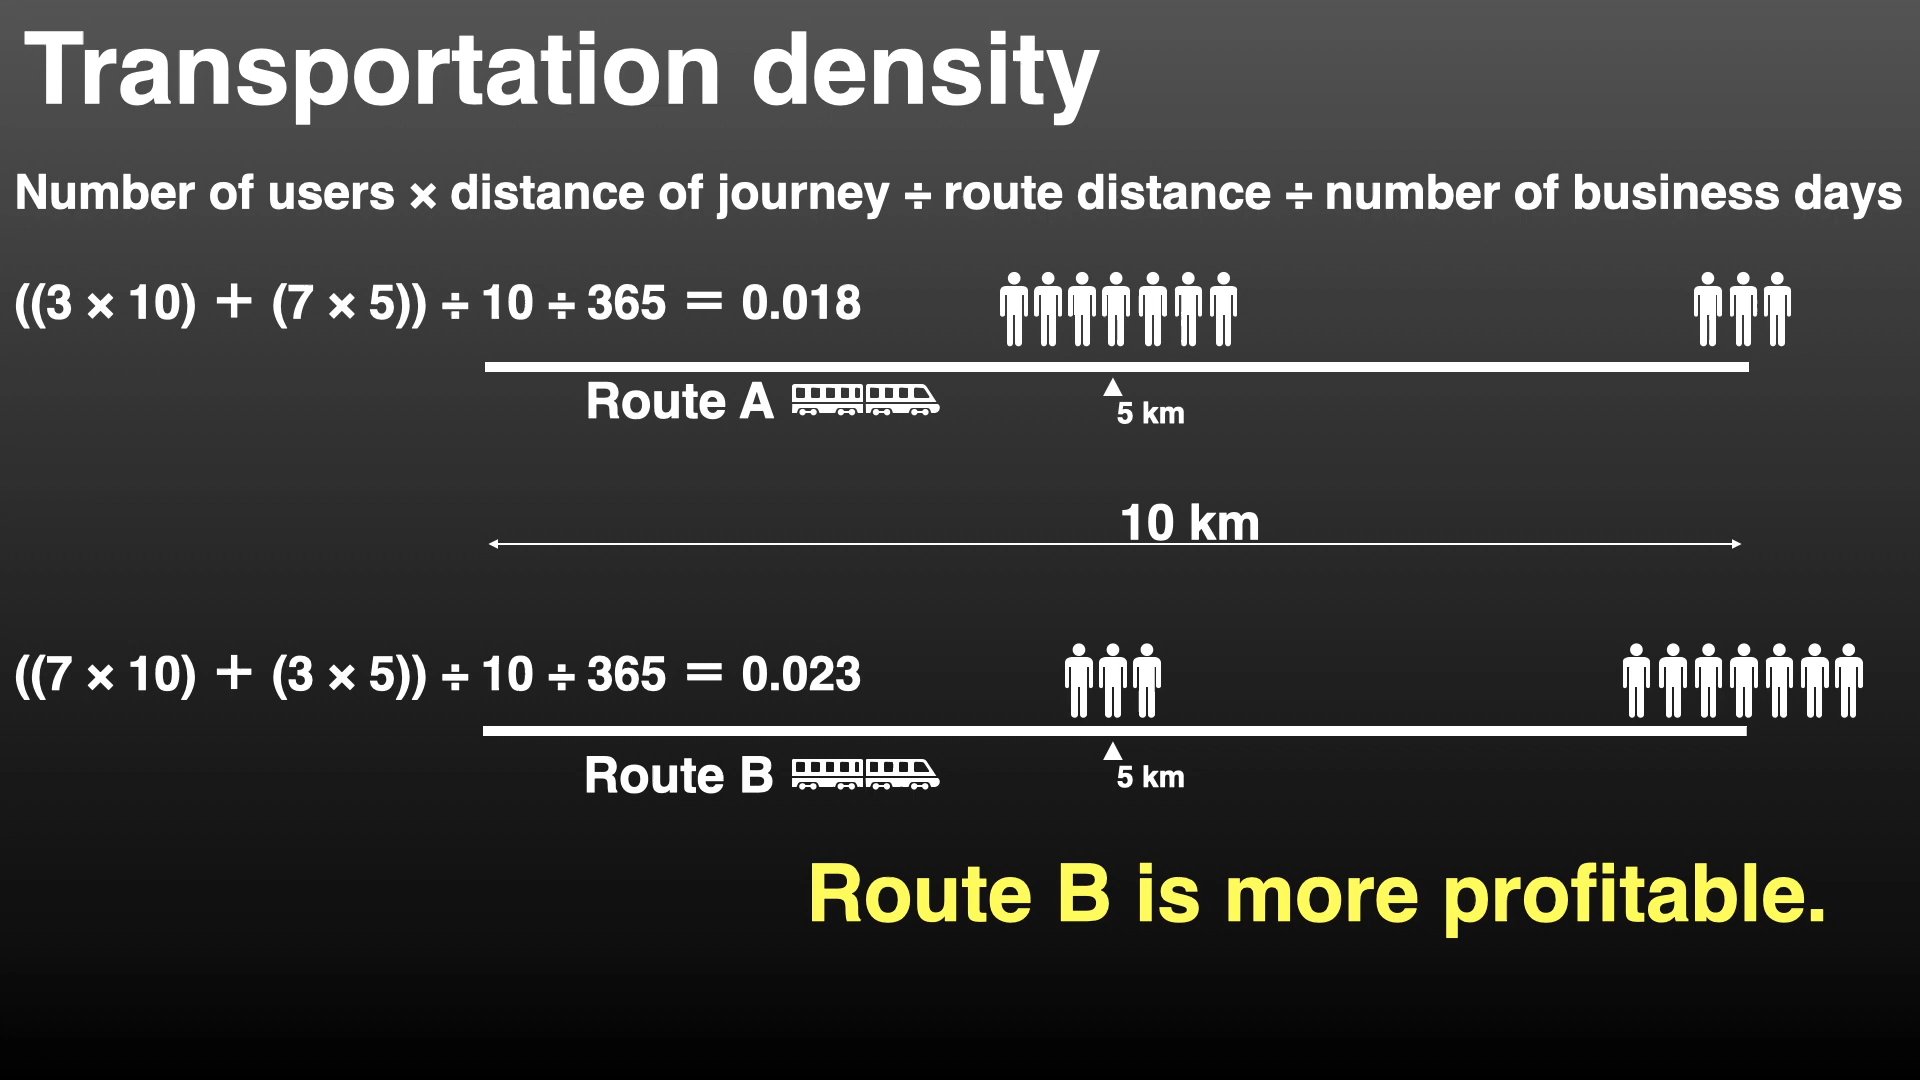 Transportation density
Number of users × distance of journey ÷ route distance ÷ number of business days
((3 × 10) + (7 × 5)) ÷ 10 ÷ 365 = 0.018
Route A
▲
5 km
10 km
((7 × 10) + (3 × 5)) ÷ 10 ÷ 365 = 0.023
Route B
▲
5 km
Route B is more profitable.